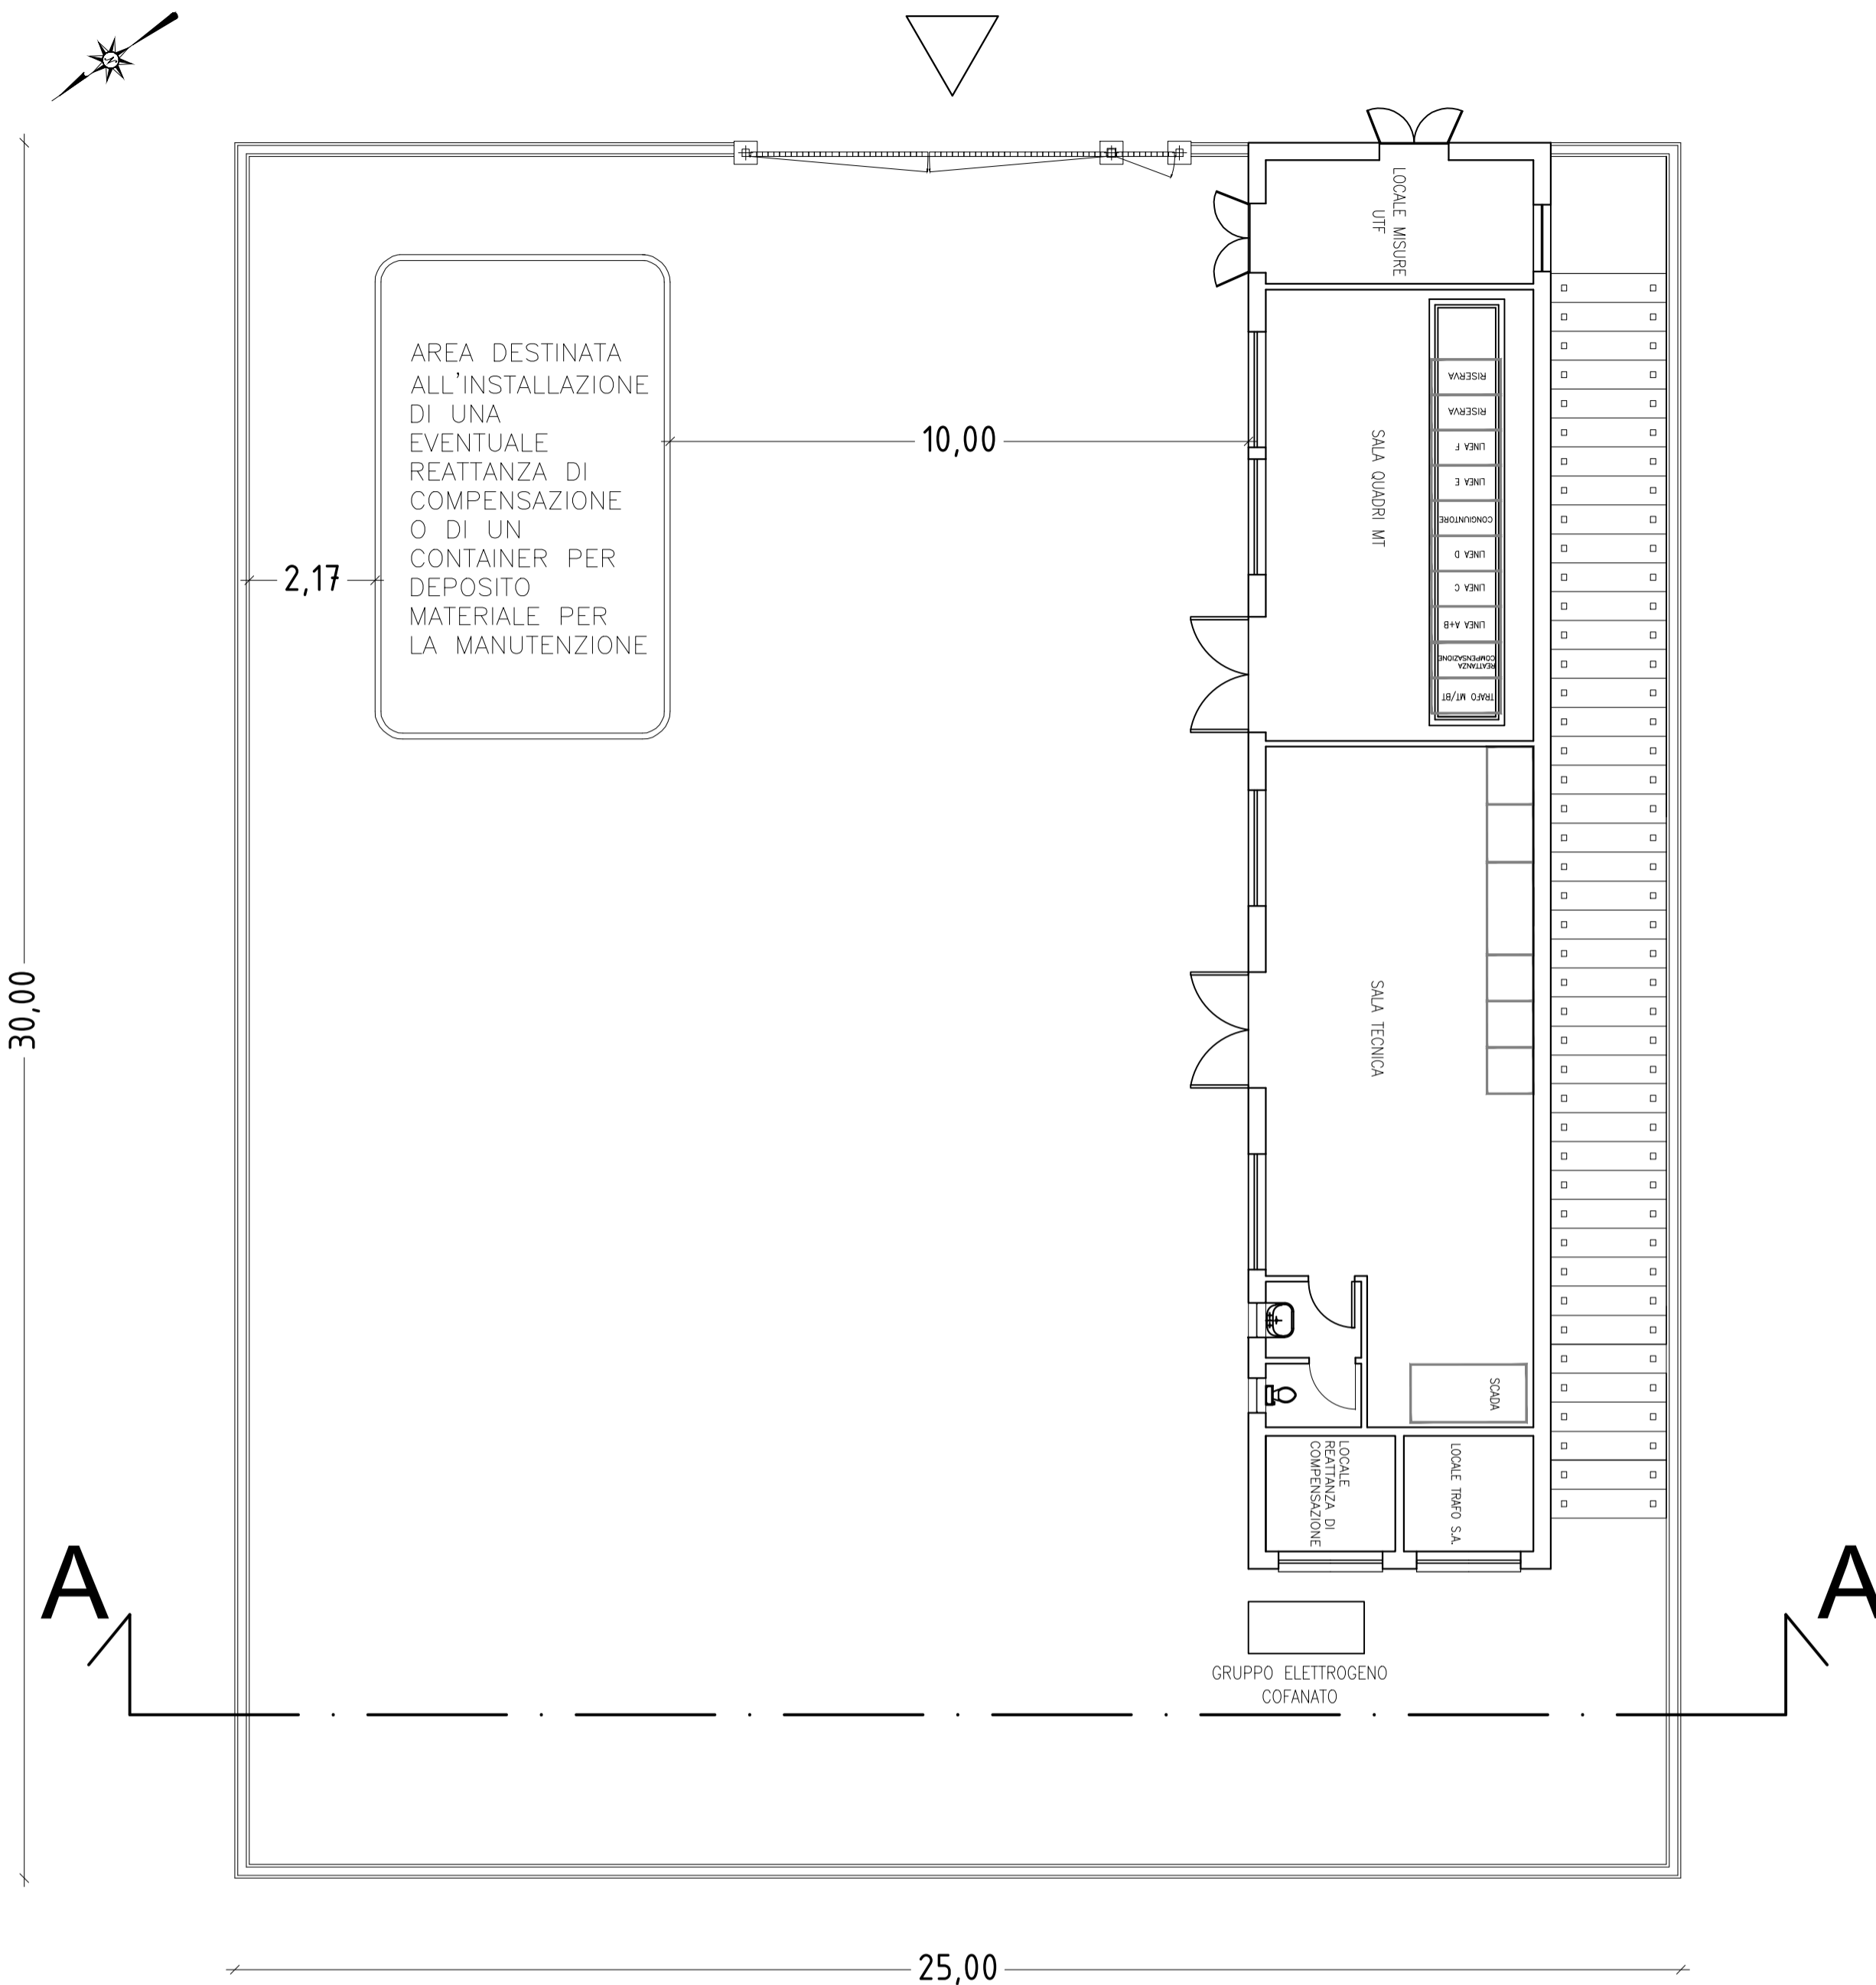 LOCALE MISURE
UTF
AREA DESTINATA
ALL'INSTALLAZIONE
DI UNA
EVENTUALE
REATTANZA DI
COMPENSAZIONE
O DI UN
CONTAINER PER
DEPOSITO
MATERIALE PER
LA MANUTENZIONE
10,00
2,17
SALA QUADRI MT
RISERVA
RISERVA
LINEA F
LINEA E
CONGIUNTORE
LINEA D
LINEA C
LINEA A+B
REATTANZA
COMPENSAZIONE
TRAFO MT/BT
30,00
SALA TECNICA
SCADA
LOCALE
REATTANZA DI
COMPENSAZIONE
LOCALE TRAFO S.A.
A
A
GRUPPO ELETTROGENO
COFANATO
25,00